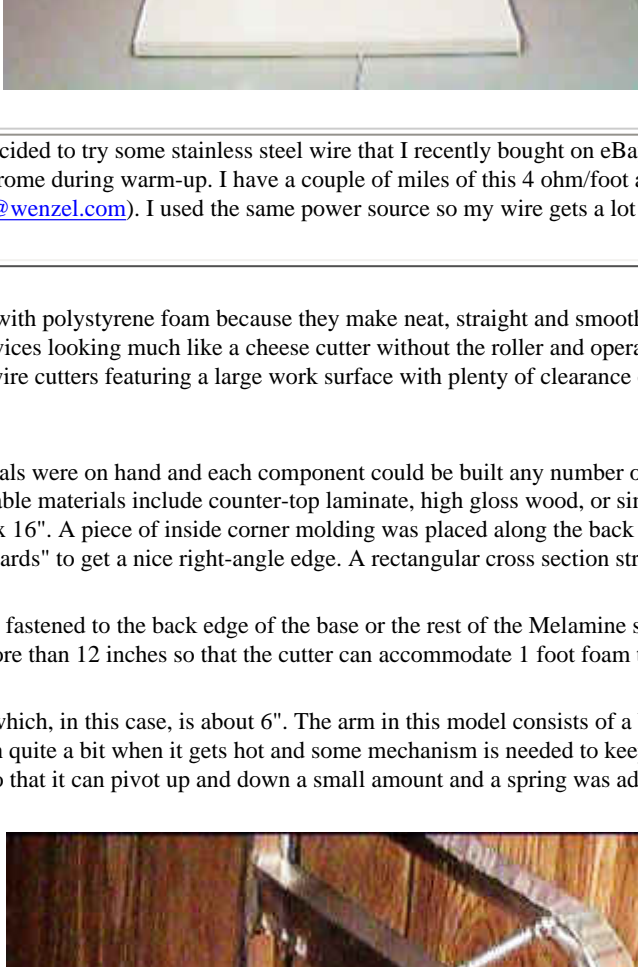 cided to try some stainless steel wire that I recently bought on eBa
rome during warm-up. I have a couple of miles of this 4 ohm/foot a
@wenzel.com). I used the same power source so my wire gets a lot
with polystyrene foam because they make neat, straight and smooth
vices looking much like a cheese cutter without the roller and opera
wire cutters featuring a large work surface with plenty of clearance
als were on hand and each component could be built any number o
able materials include counter-top laminate, high gloss wood, or sin
x 16". A piece of inside corner molding was placed along the back
ards" to get a nice right-angle edge. A rectangular cross section str
fastened to the back edge of the base or the rest of the Melamine s
ore than 12 inches so that the cutter can accommodate 1 foot foam
which, in this case, is about 6". The arm in this model consists of a
n quite a bit when it gets hot and some mechanism is needed to kee
o that it can pivot up and down a small amount and a spring was ad